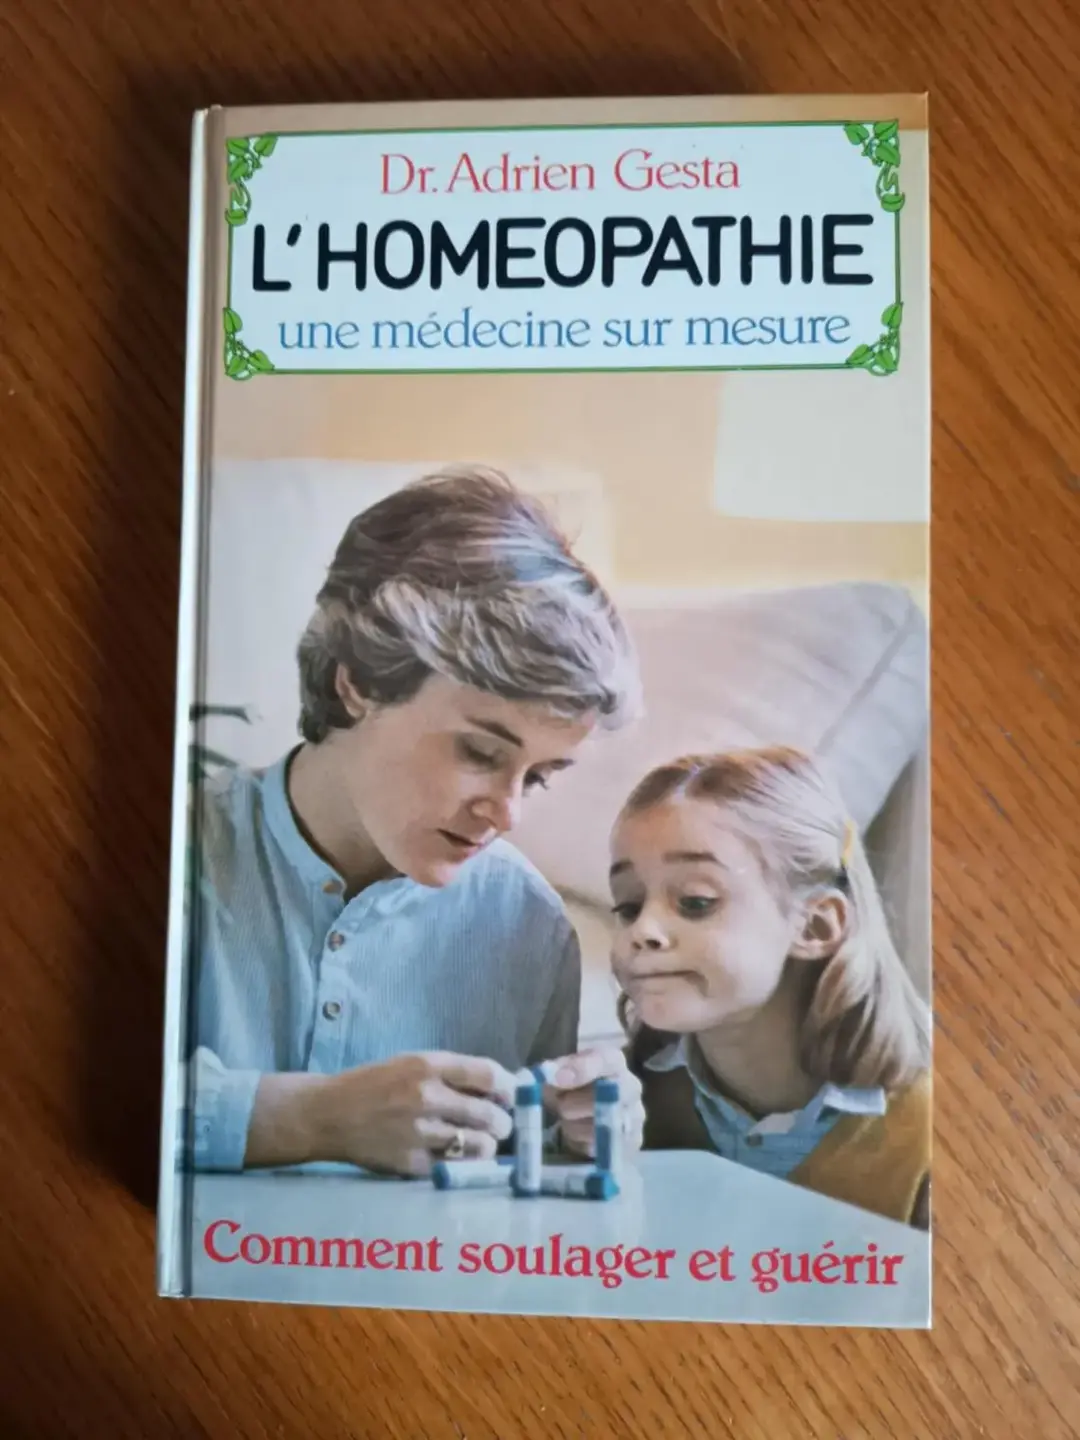 Dr. Adrien Gesta
L'HOMEOPATHIE
une médecine sur mesure
Comment soulager et guérir